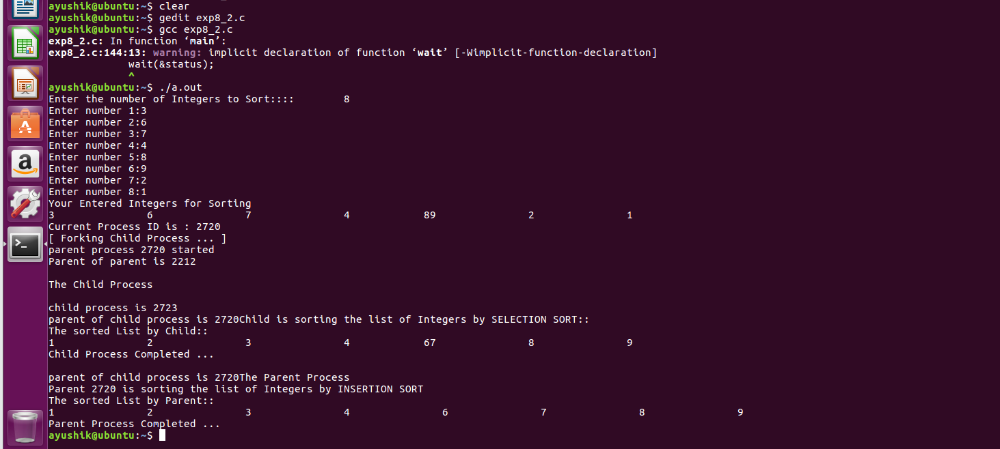 ayushik@ubuntu:~$ clear
ayushik@ubuntu:~$ gedit exp8_2.c
ayushik@ubuntu:~$ gcc exp8_2.c
exp8_2.c: In function ‘main’:
exp8_2.c:144:13: warning: implicit declaration of function ‘wait’ [-Wimplicit-function-declaration]
wait(&status);
^
ayushik@ubuntu:~$ ./a.out
Enter the number of Integers to Sort:::: 8
Enter number 1:3
Enter number 2:6
Enter number 3:7
Enter number 4:4
Enter number 5:8
Enter number 6:9
Enter number 7:2
Enter number 8:1
Your Entered Integers for Sorting
3 6 7 4 89 2 1
Current Process ID is : 2720
[ Forking Child Process ... ]
parent process 2720 started
Parent of parent is 2212
The Child Process
child process is 2723
parent of child process is 2720Child is sorting the list of Integers by SELECTION SORT::
The sorted List by Child::
1 2 3 4 67 8 9
Child Process Completed ...
parent of child process is 2720The Parent Process
Parent 2720 is sorting the list of Integers by INSERTION SORT
The sorted List by Parent::
1 2 3 4 6 7 8 9
Parent Process Completed ...
ayushik@ubuntu:~$